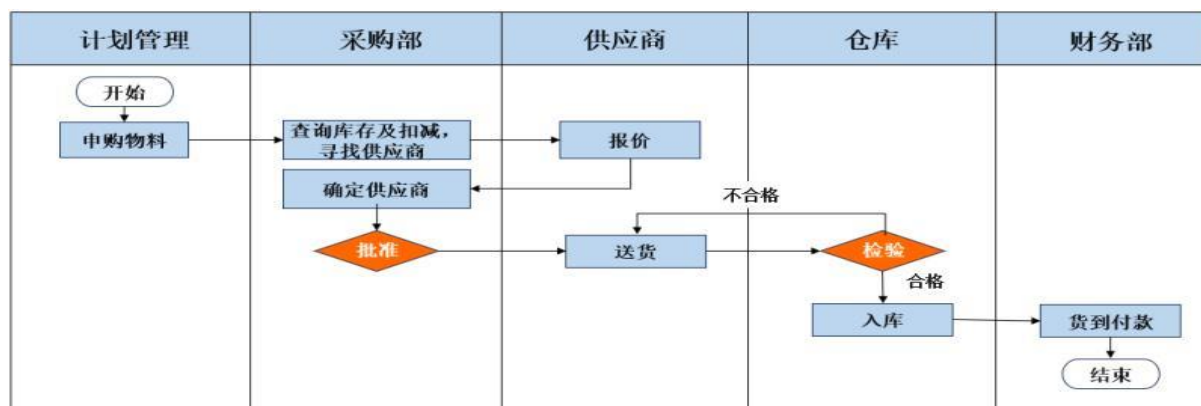 计划管理
采购部
供应商
仓库
财务部
开始
申购物料
查询库存及扣减，
寻找供应商
报价
确定供应商
不合格
批准
送货
检验
合格
入库
货到付款
结束